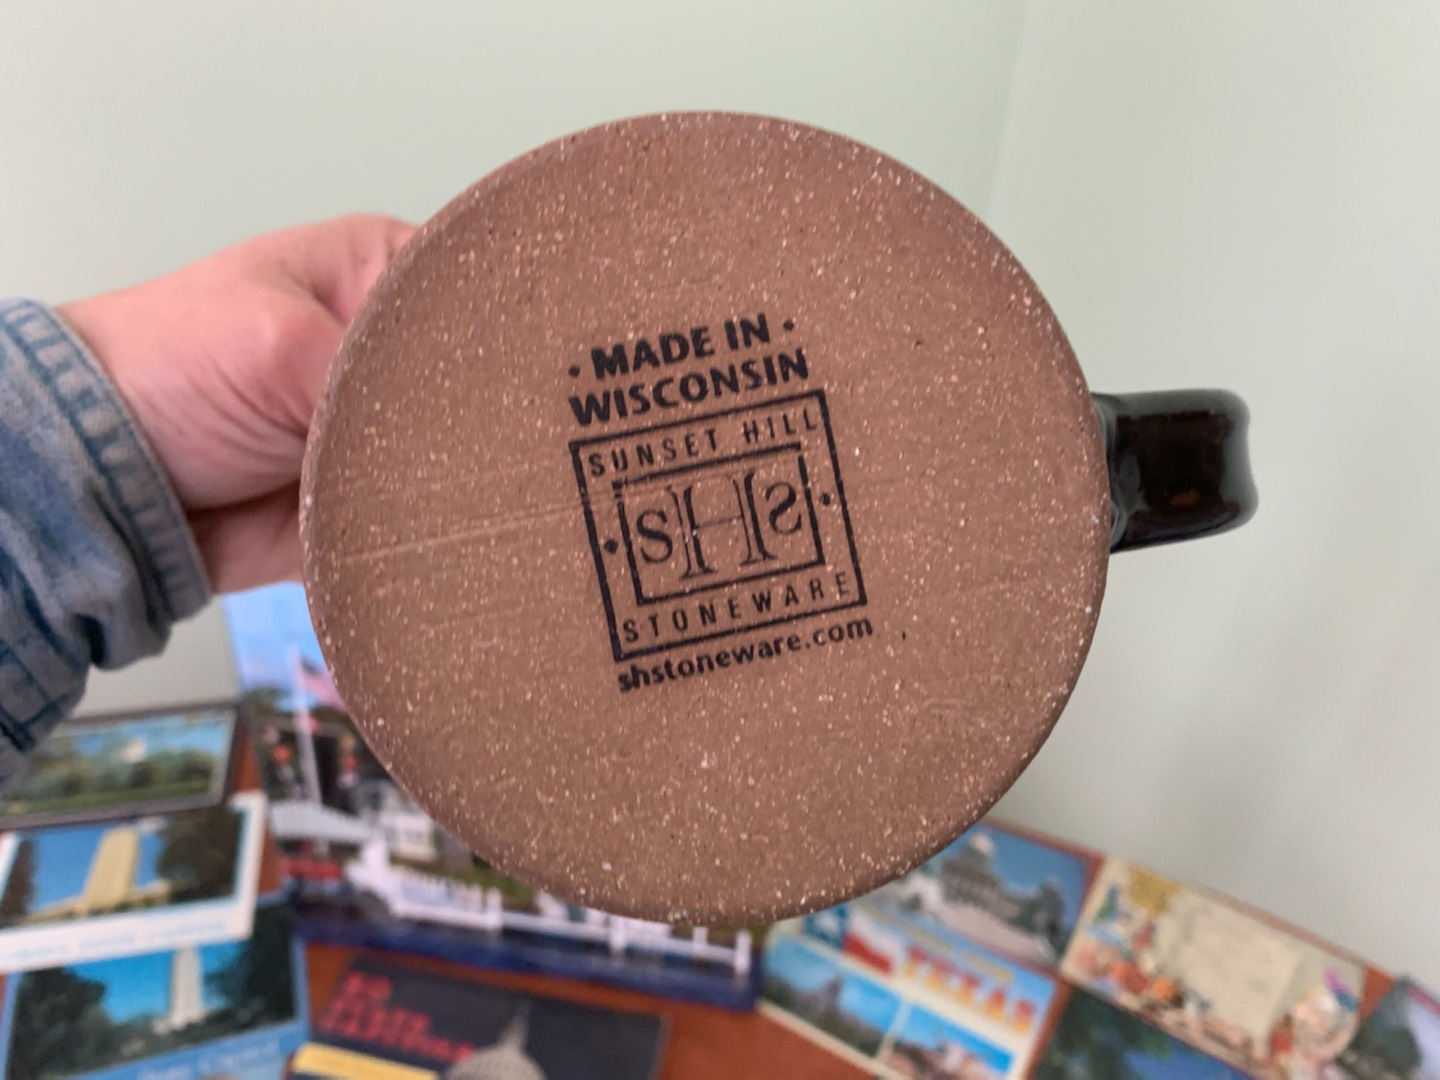 • MADE IN •
WISCONSIN
SUNSET HILL
SHS
STONEWARE
shstoneware.com
TEXAS